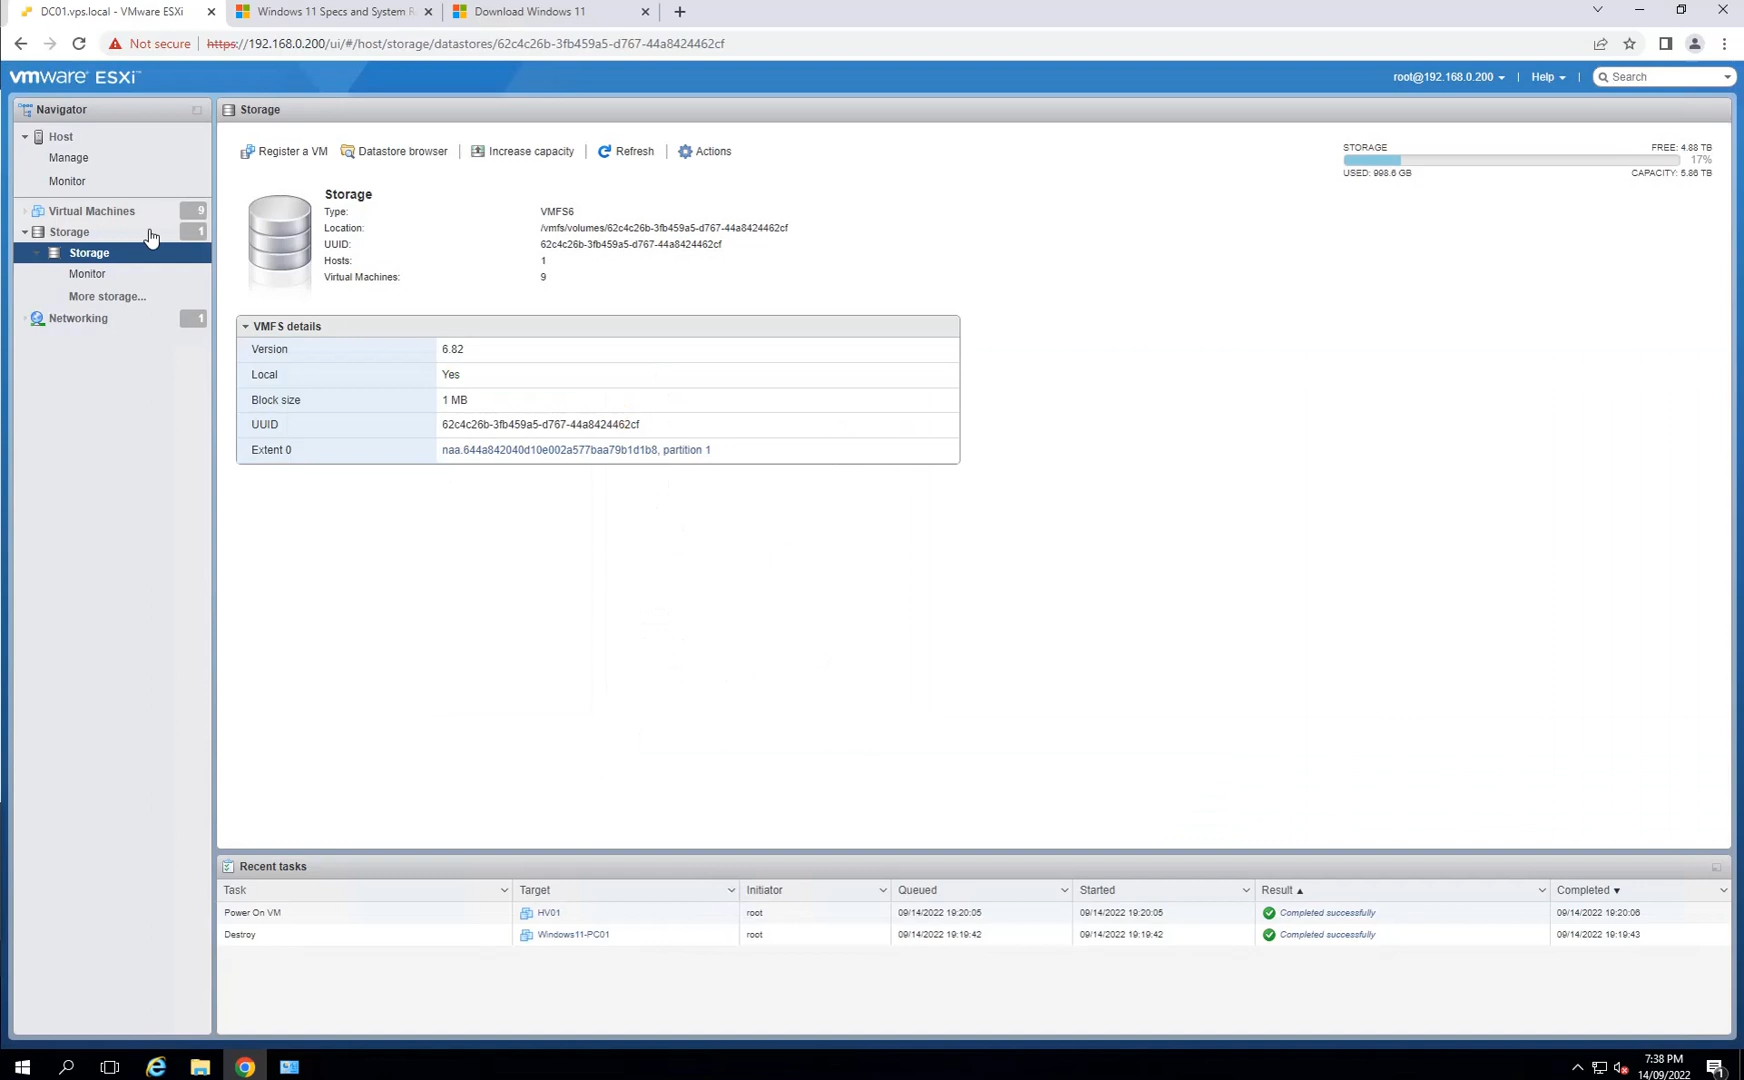 DC01.vps.local - VMware ESXi
Windows 11 Specs and System R
Download Windows 11
Not secure
https://192.168.0.200/ui/#/host/storage/datastores/62c4c26b-3fb459a5-d767-44a8424462cf
vmware ESXi™
root@192.168.0.200
Help
Search
Navigator
Host
Manage
Monitor
Virtual Machines 9
Storage 1
Storage
Monitor
More storage...
Networking 1
Storage
Register a VM
Datastore browser
Increase capacity
Refresh
Actions
STORAGE FREE: 4.88 TB
17%
USED: 998.6 GB CAPACITY: 5.86 TB
Storage
Type: VMFS6
Location: /vmfs/volumes/62c4c26b-3fb459a5-d767-44a8424462cf
UUID: 62c4c26b-3fb459a5-d767-44a8424462cf
Hosts: 1
Virtual Machines: 9
VMFS details
Version 6.82
Local Yes
Block size 1 MB
UUID 62c4c26b-3fb459a5-d767-44a8424462cf
Extent 0 naa.644a842040d10e002a577baa79b1d1b8, partition 1
Recent tasks
Task Target Initiator Queued Started Result Completed
Power On VM HV01 root 09/14/2022 19:20:05 09/14/2022 19:20:05 Completed successfully 09/14/2022 19:20:06
Destroy Windows11-PC01 root 09/14/2022 19:19:42 09/14/2022 19:19:42 Completed successfully 09/14/2022 19:19:43
7:38 PM
14/09/2022
1